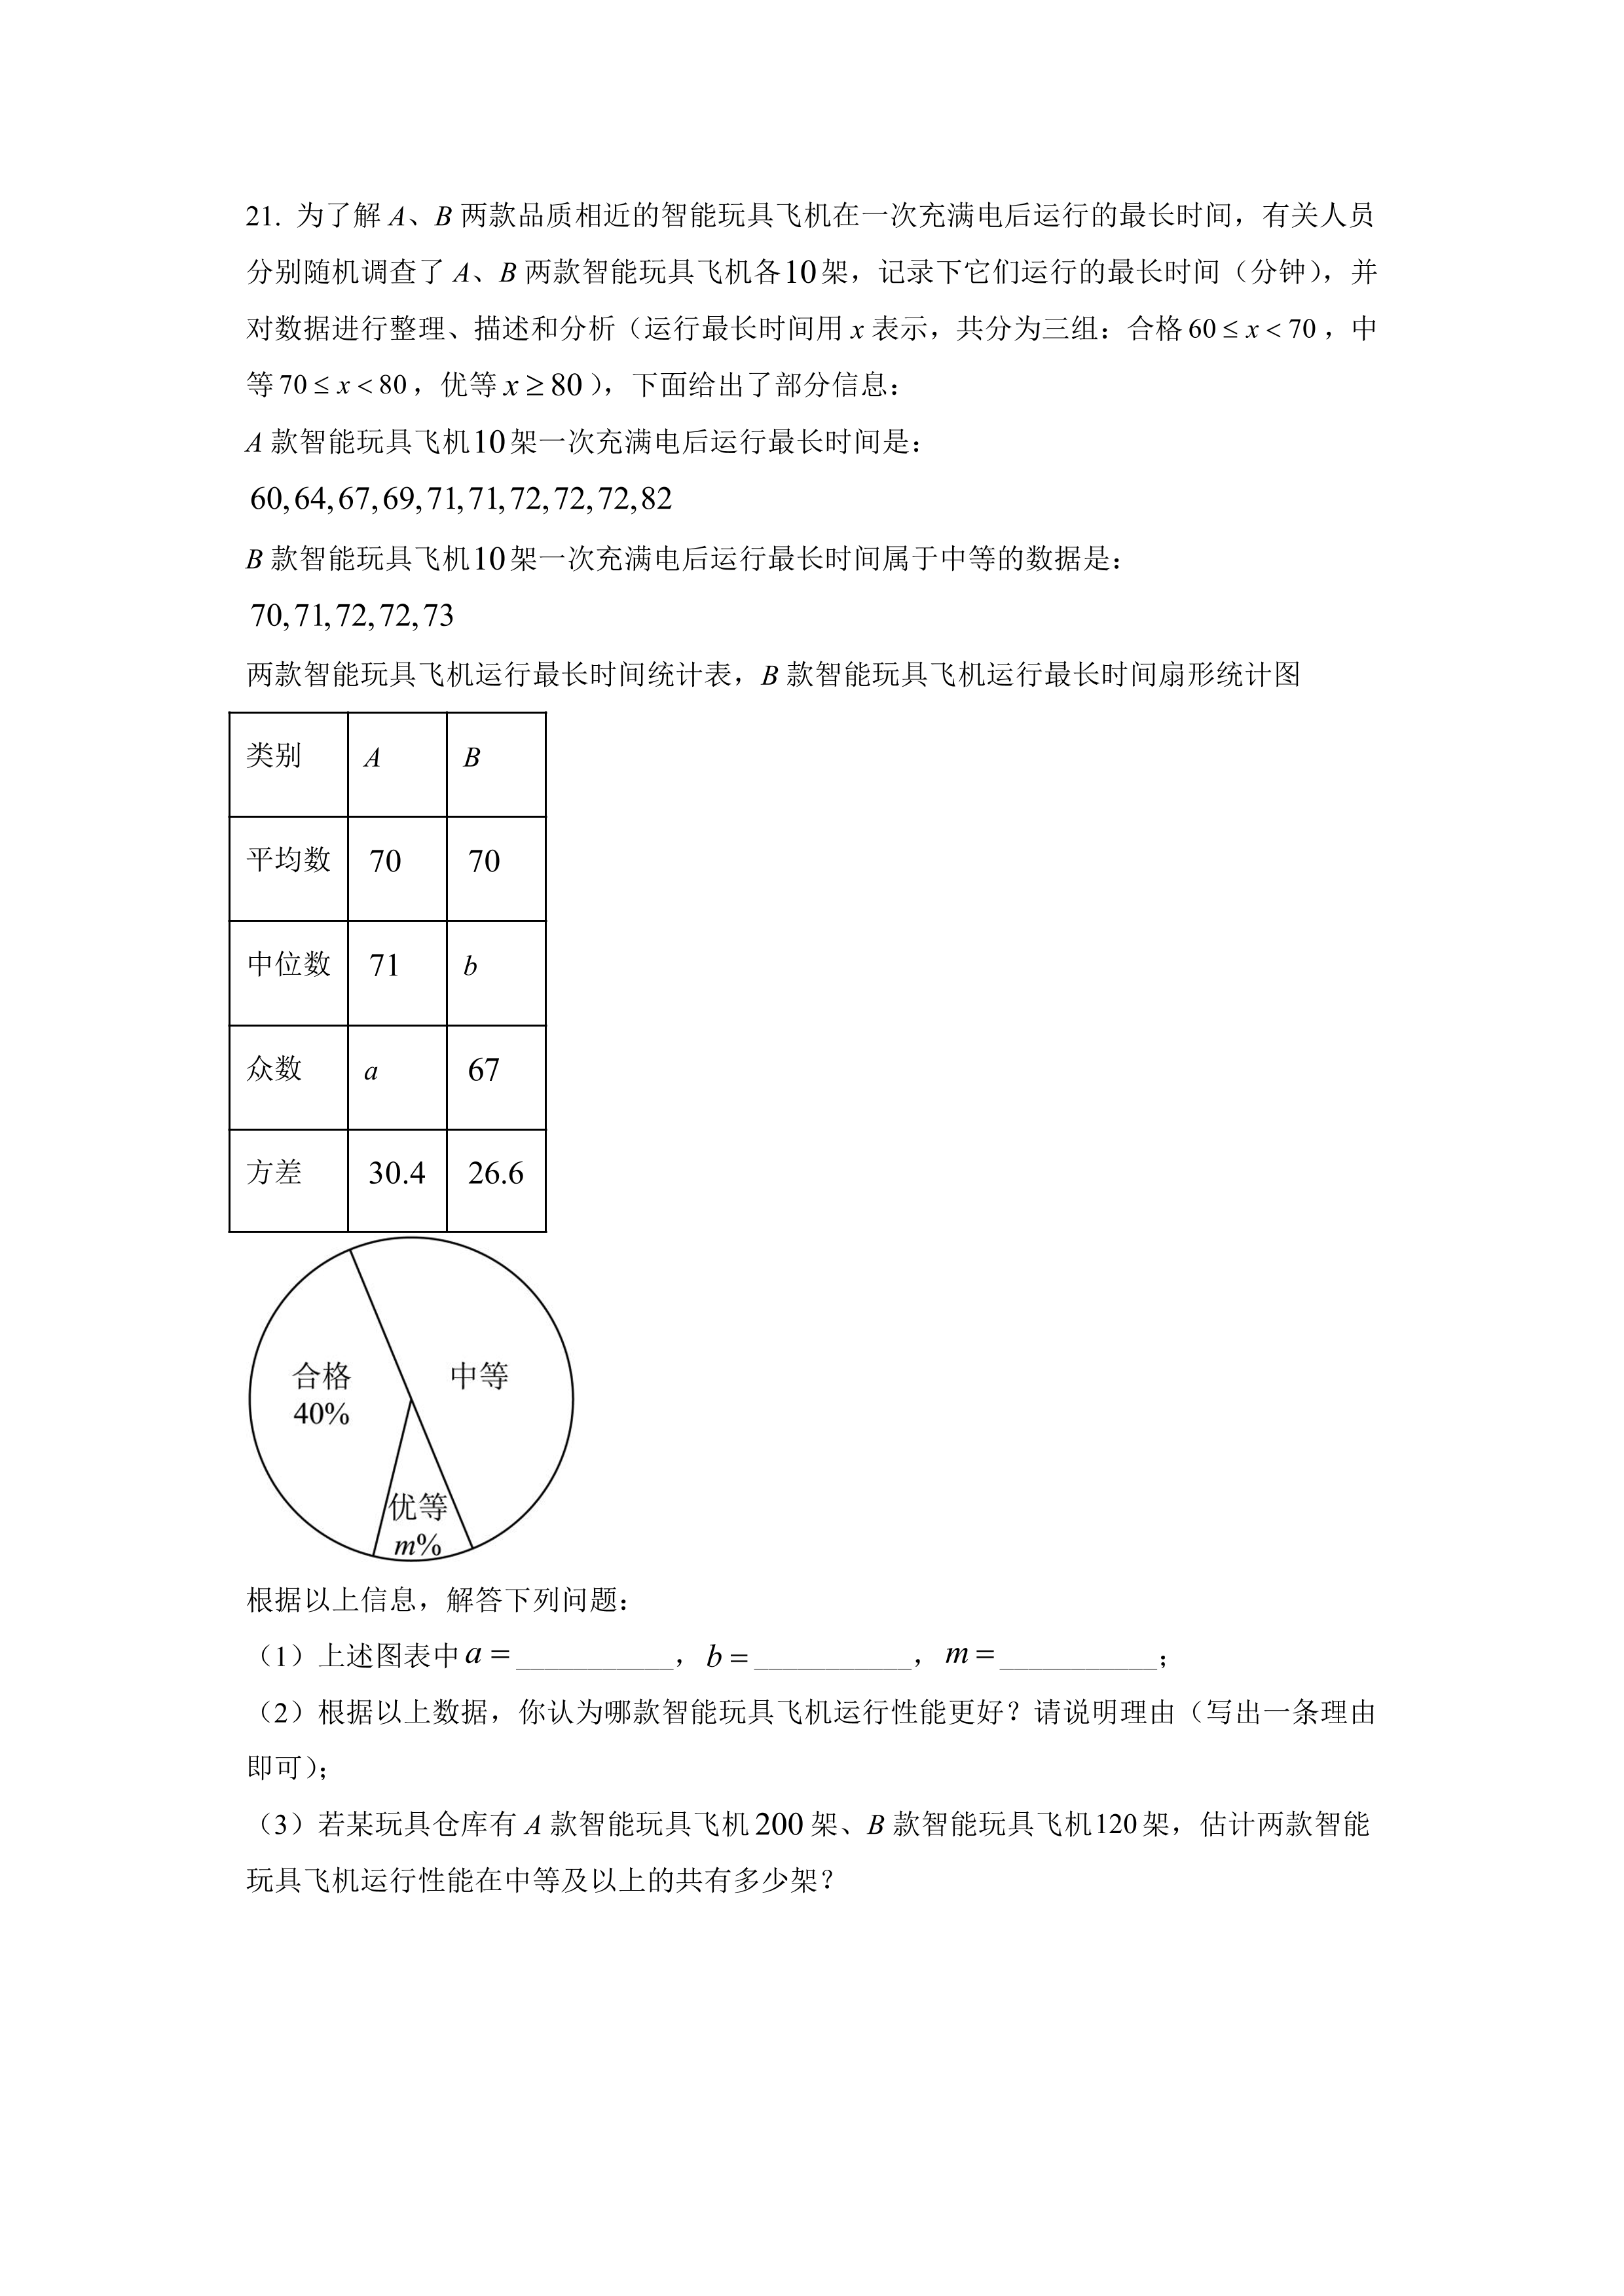 21. 为了解 A、B 两款品质相近的智能玩具飞机在一次充满电后运行的最长时间，有关人员
分别随机调查了 A、B 两款智能玩具飞机各10架，记录下它们运行的最长时间（分钟），并
对数据进行整理、描述和分析（运行最长时间用 x 表示，共分为三组：合格 60 ≤ x < 70，中
等 70 ≤ x < 80，优等 x ≥ 80），下面给出了部分信息：
A 款智能玩具飞机10架一次充满电后运行最长时间是：
60, 64, 67, 69, 71, 71, 72, 72, 72, 82
B 款智能玩具飞机10架一次充满电后运行最长时间属于中等的数据是：
70, 71, 72, 72, 73
两款智能玩具飞机运行最长时间统计表，B 款智能玩具飞机运行最长时间扇形统计图
类别 A B
平均数 70 70
中位数 71 b
众数 a 67
方差 30.4 26.6
合格 中等
40%
优等
m%
根据以上信息，解答下列问题：
（1）上述图表中 a = ___________，b = ___________，m = ___________；
（2）根据以上数据，你认为哪款智能玩具飞机运行性能更好？请说明理由（写出一条理由
即可）；
（3）若某玩具仓库有 A 款智能玩具飞机 200 架、B 款智能玩具飞机120架，估计两款智能
玩具飞机运行性能在中等及以上的共有多少架？